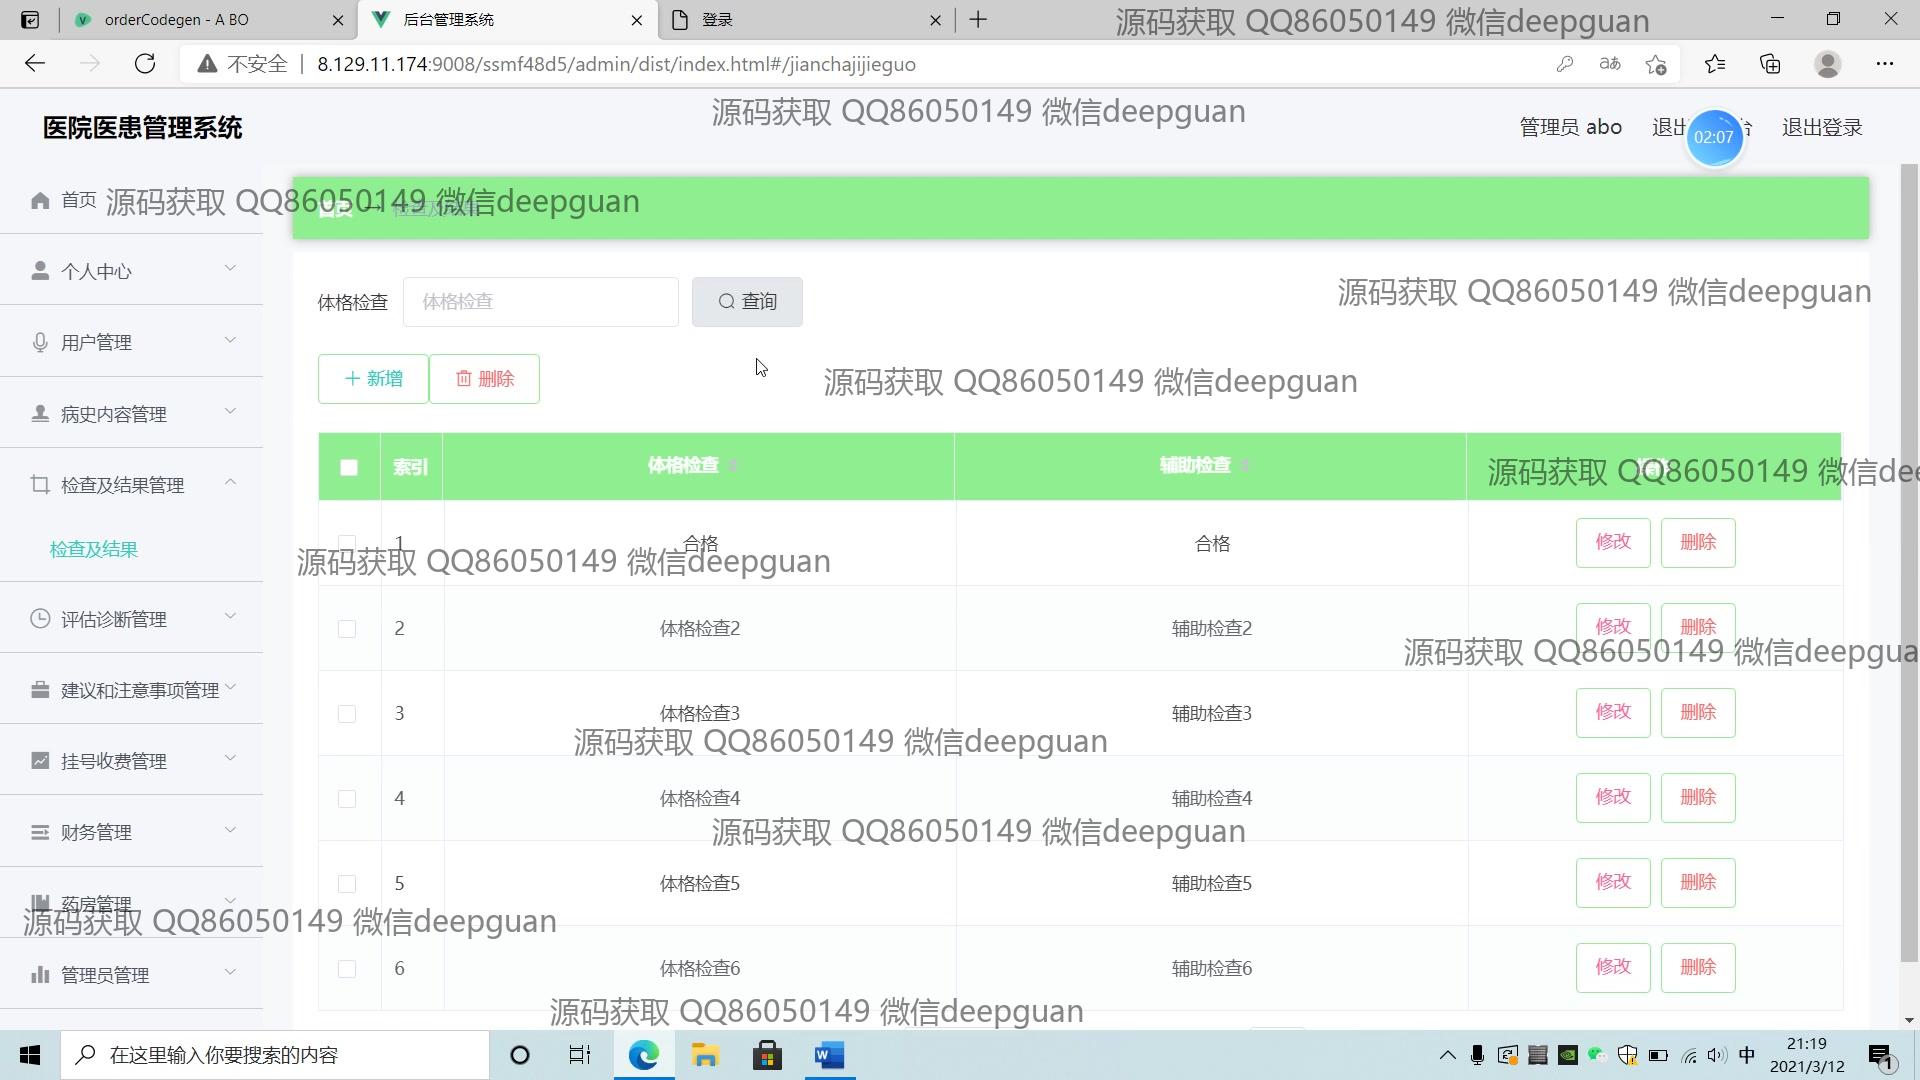 orderCodegen - A BO
后台管理系统
登录
源码获取 QQ86050149 微信deepguan
不安全
8.129.11.174:9008/ssmf48d5/admin/dist/index.html#/jianchajijieguo
医院医患管理系统
源码获取 QQ86050149 微信deepguan
管理员 abo
退出
台
退出登录
02:07
首页
源码获取 QQ86050149 微信deepguan
首页 → 检查及结果
个人中心
体格检查
体格检查
查询
源码获取 QQ86050149 微信deepguan
用户管理
新增
删除
源码获取 QQ86050149 微信deepguan
病史内容管理
索引
体格检查
辅助检查
源码获取 QQ86050149 微信dee
检查及结果管理
检查及结果
1
合格
合格
修改
删除
源码获取 QQ86050149 微信deepguan
评估诊断管理
2
体格检查2
辅助检查2
修改
删除
源码获取 QQ86050149 微信deepgua
建议和注意事项管理
3
体格检查3
辅助检查3
修改
删除
源码获取 QQ86050149 微信deepguan
挂号收费管理
4
体格检查4
辅助检查4
修改
删除
源码获取 QQ86050149 微信deepguan
财务管理
5
体格检查5
辅助检查5
修改
删除
药房管理
源码获取 QQ86050149 微信deepguan
管理员管理
6
体格检查6
辅助检查6
修改
删除
源码获取 QQ86050149 微信deepguan
在这里输入你要搜索的内容
中
21:19
2021/3/12
1